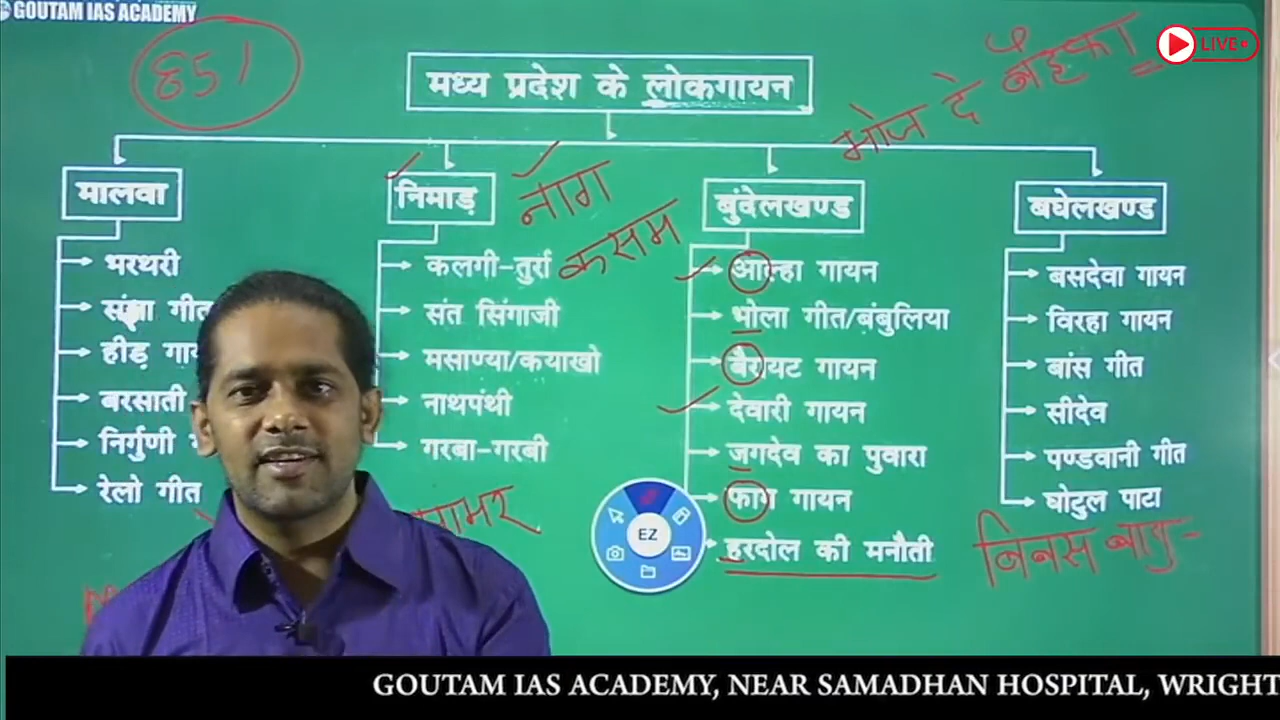 GOUTAM IAS ACADEMY
LIVE
851
मध्य प्रदेश के लोकगायन
भोज दे बहका
मालवा
भरथरी
संझा गीत
हीड़
बरसाती
निर्गुणी
रेलो गीत
निमाड़
नाग
कसम
कलगी-तुर्रा
संत सिंगाजी
मसाण्या/कयाखो
नाथपंथी
गरबा-गरबी
बुंदेलखण्ड
आल्हा गायन
भोला गीत/बंबुलिया
बैरायट गायन
देवारी गायन
जगदेव का पुवारा
फाग गायन
हरदोल की मनौती
EZ
बघेलखण्ड
बसदेवा गायन
विरहा गायन
बांस गीत
सीदेव
पण्डवानी गीत
घोटुल पाटा
GOUTAM IAS ACADEMY, NEAR SAMADHAN HOSPITAL, WRIGHT